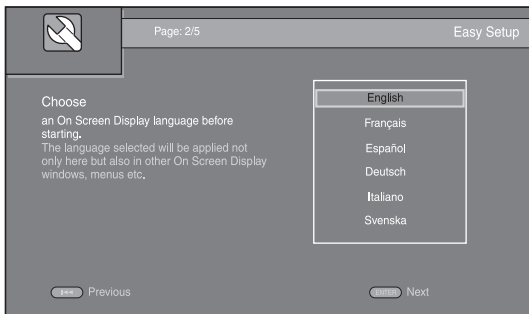 Page: 2/5
Easy Setup
Choose
an On Screen Display language before
starting.
The language selected will be applied not
only here but also in other On Screen Display
windows, menus etc.
English
Français
Español
Deutsch
Italiano
Svenska
Previous
ENTER Next